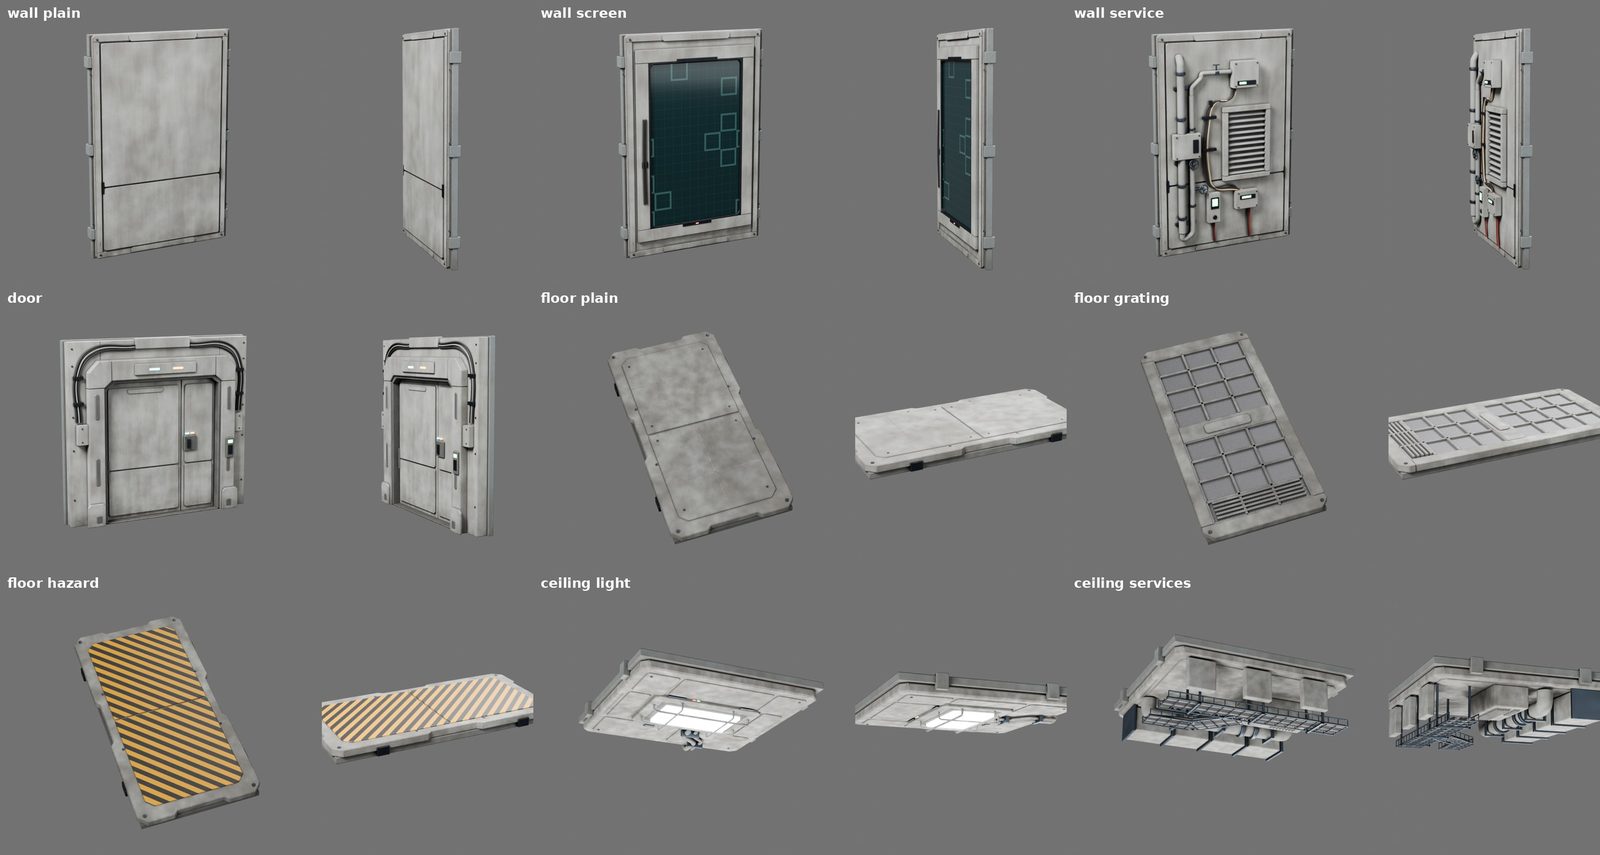 wall plain
wall screen
wall service
door
floor plain
floor grating
floor hazard
ceiling light
ceiling services